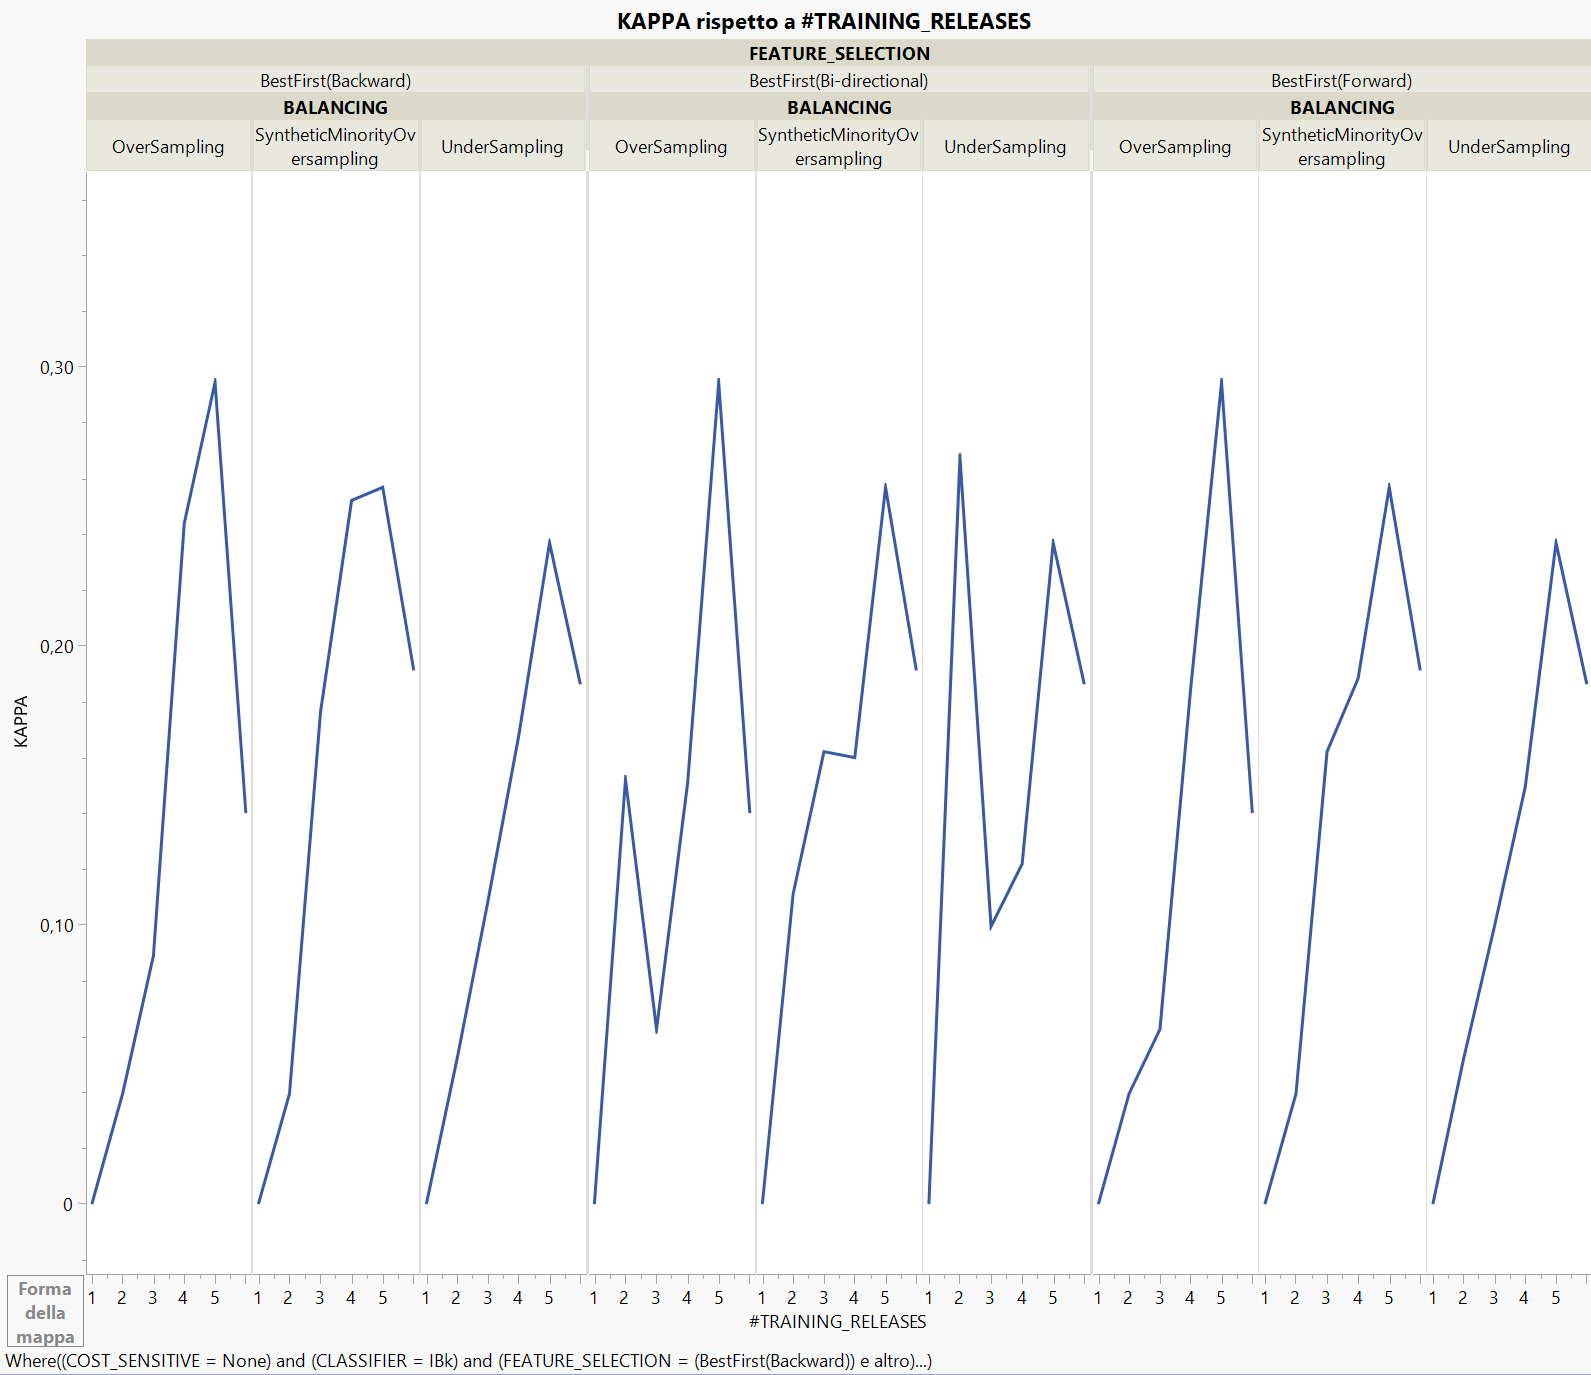 KAPPA rispetto a #TRAINING_RELEASES
FEATURE_SELECTION
BestFirst(Backward) BestFirst(Bi-directional) BestFirst(Forward)
BALANCING BALANCING BALANCING
OverSampling SyntheticMinorityOv UnderSampling OverSampling SyntheticMinorityOv UnderSampling OverSampling SyntheticMinorityOv UnderSampling
ersampling ersampling ersampling
0,30
0,20
KAPPA
0,10
0
1 2 3 4 5 1 2 3 4 5 1 2 3 4 5 1 2 3 4 5 1 2 3 4 5 1 2 3 4 5 1 2 3 4 5 1 2 3 4 5 1 2 3 4 5
#TRAINING_RELEASES
Forma
della
mappa
Where((COST_SENSITIVE = None) and (CLASSIFIER = IBk) and (FEATURE_SELECTION = (BestFirst(Backward)) e altro)...)